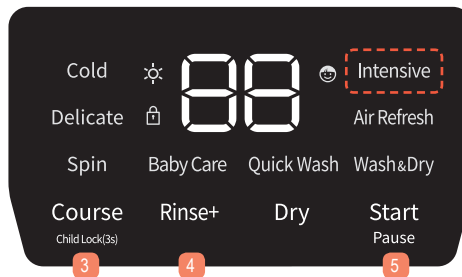 Cold 88 Intensive
Delicate Air Refresh
Spin Baby Care Quick Wash Wash&Dry
Course Rinse+ Dry Start
Child Lock(3s) Pause
3 4 5